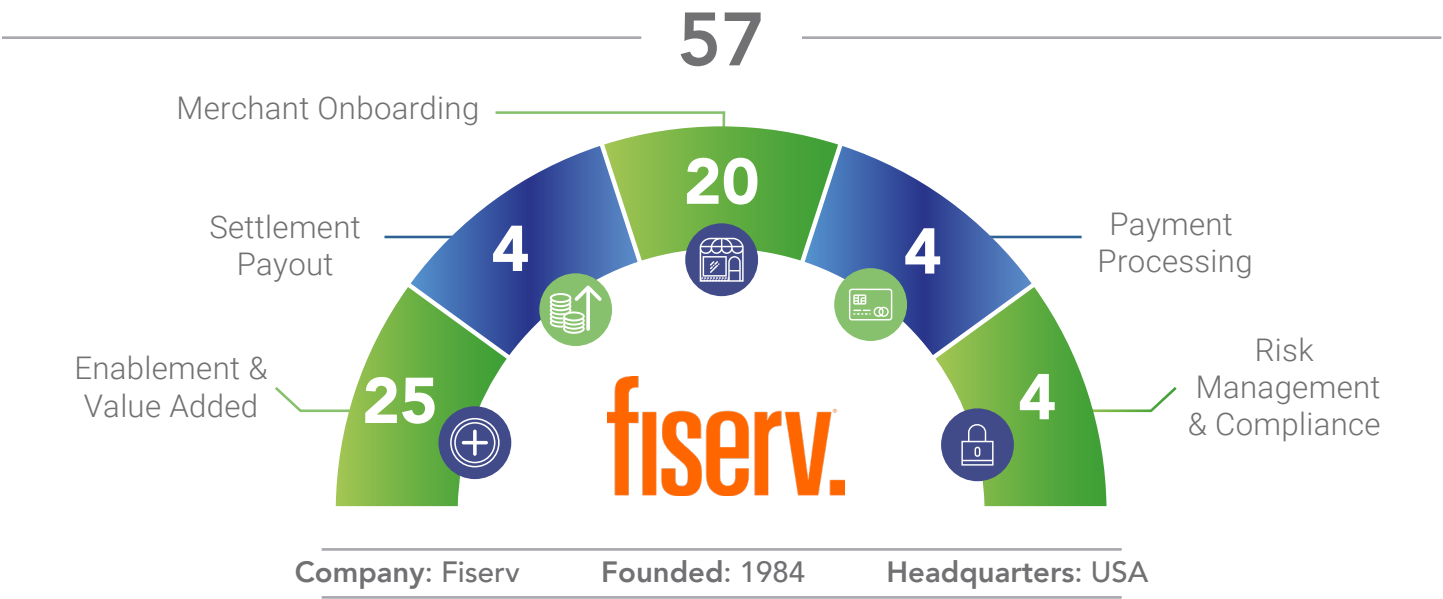 57
Merchant Onboarding
20
Settlement
Payout
4
4
Payment
Processing
Enablement &
Value Added
25
4
Risk
Management
& Compliance
fiserv.
0
Company: Fiserv Founded: 1984 Headquarters: USA